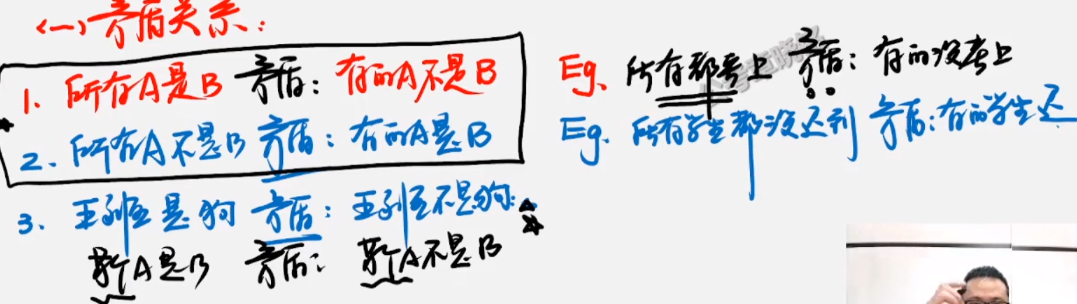 (一)矛盾关系:
1、所有A是B 矛盾:有的A不是B
2、所有A不是B 矛盾:有的A是B
3、王刚是狗 矛盾:王刚不是狗
某个A是B 矛盾:某个A不是B
Eg、所有都考上 矛盾:有的没考上
Eg、所有学生都没迟到 矛盾:有的学生迟